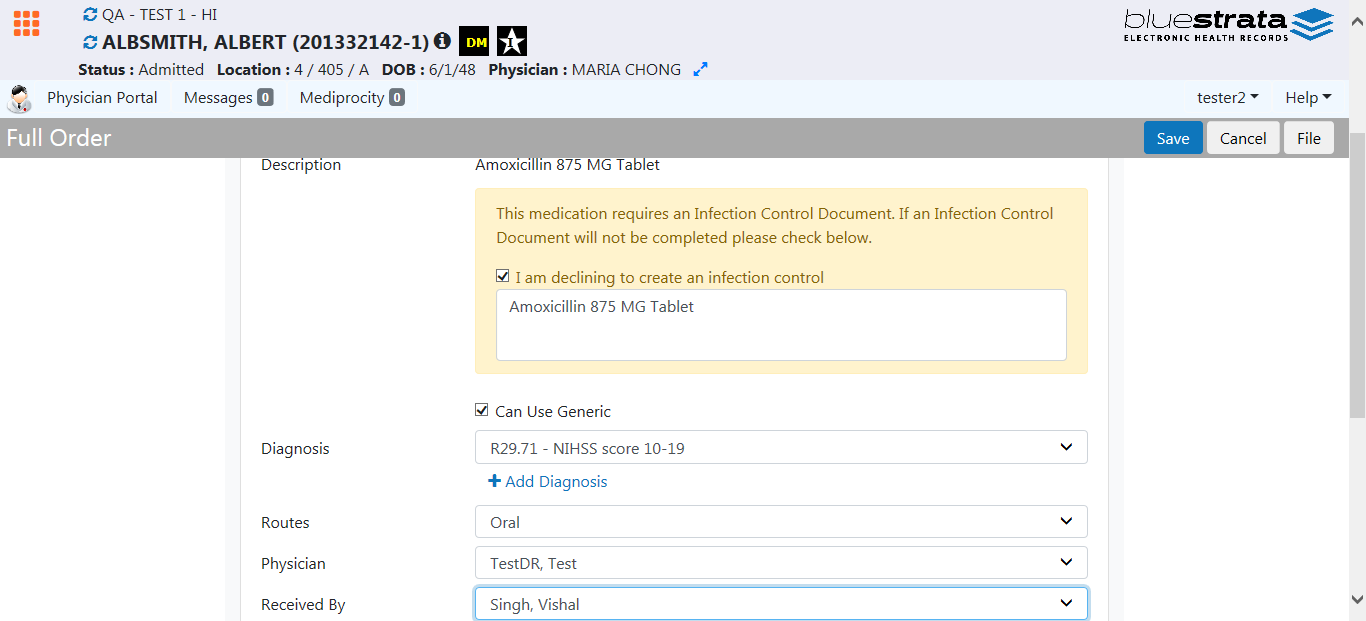 QA - TEST 1 - HI
bluestrata
ELECTRONIC HEALTH RECORDS
ALBSMITH, ALBERT (201332142-1) DM I
Status : Admitted Location : 4 / 405 / A DOB : 6/1/48 Physician : MARIA CHONG
Physician Portal Messages 0 Mediprocity 0 tester2 Help
Full Order Save Cancel File
Description Amoxicillin 875 MG Tablet
This medication requires an Infection Control Document. If an Infection Control
Document will not be completed please check below.
I am declining to create an infection control
Amoxicillin 875 MG Tablet
Can Use Generic
Diagnosis R29.71 - NIHSS score 10-19
Add Diagnosis
Routes Oral
Physician TestDR, Test
Received By Singh, Vishal